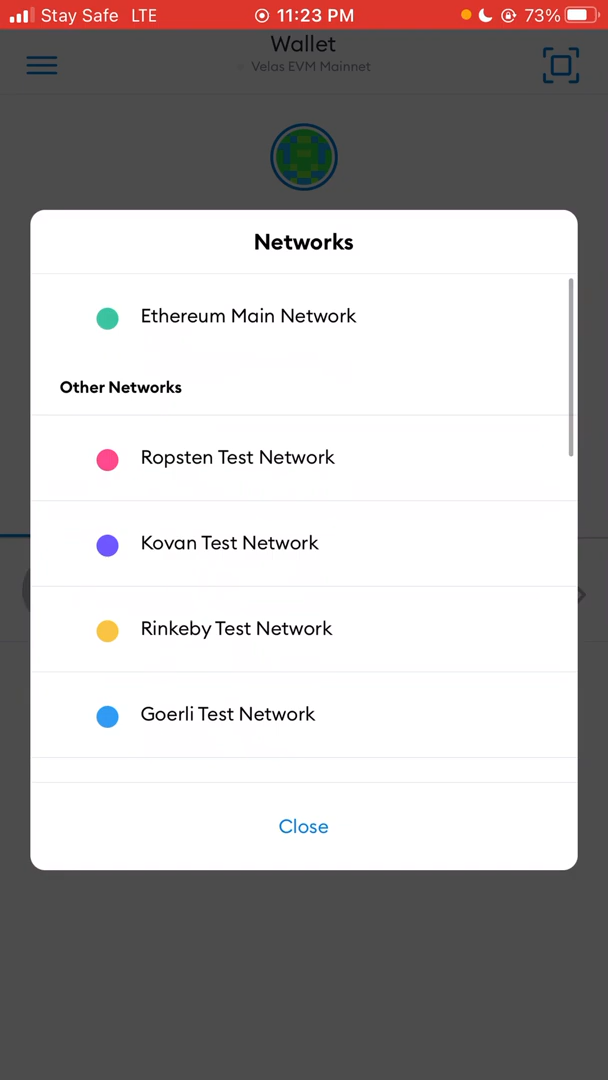 Stay Safe LTE 11:23 PM 73%
Wallet
Velas EVM Mainnet
Networks
Ethereum Main Network
Other Networks
Ropsten Test Network
Kovan Test Network
Rinkeby Test Network
Goerli Test Network
Close